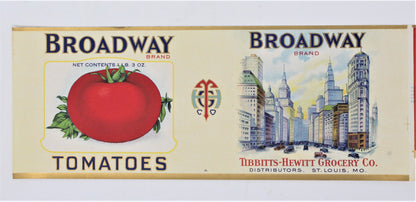 BROADWAY
BRAND
NET CONTENTS 1 LB. 3 OZ.
TOMATOES
BROADWAY
BRAND
TIBBITTS-HEWITT GROCERY CO.
DISTRIBUTORS, ST. LOUIS, MO.